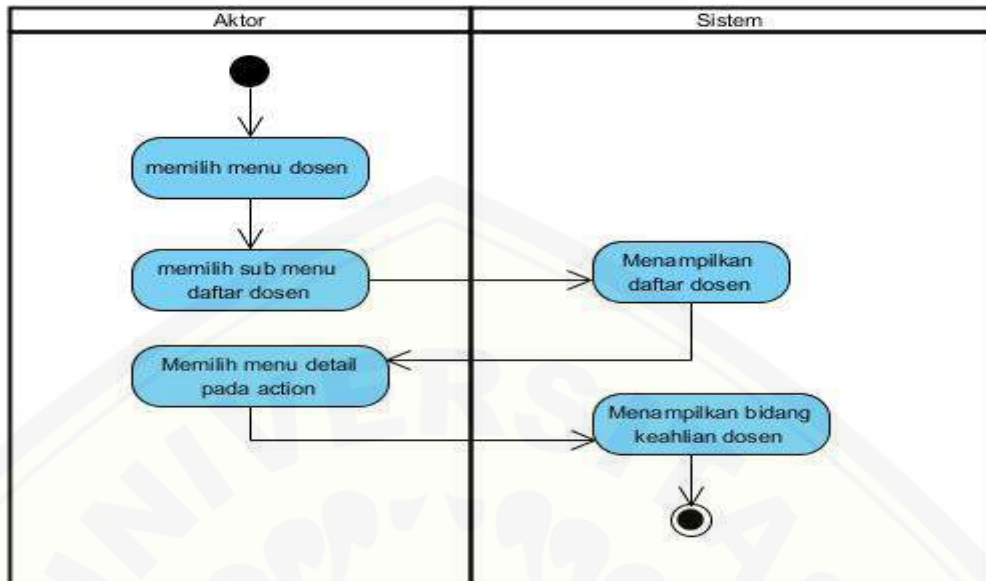 Aktor
Sistem
memilih menu dosen
memilih sub menu
daftar dosen
Menampilkan
daftar dosen
Memilih menu detail
pada action
Menampilkan bidang
keahlian dosen